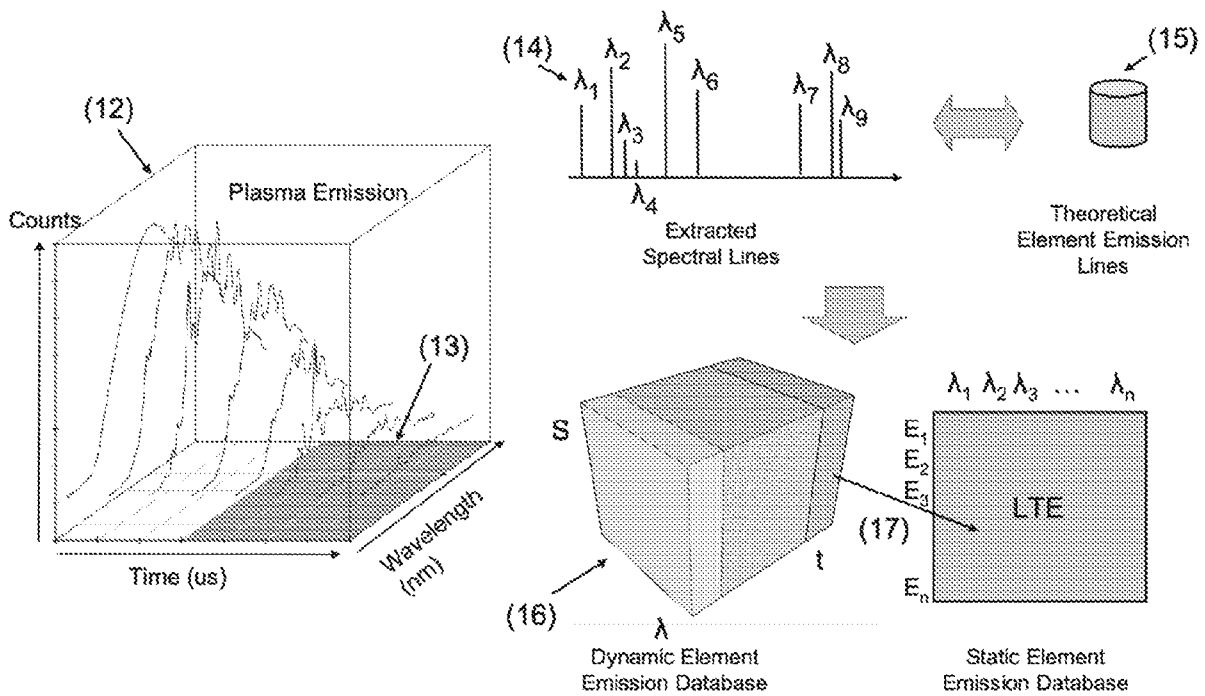 (12)
Counts
Plasma Emission
(13)
Time (us)
Wavelength
(nm)
(14)
λ1
λ2
λ3
λ4
λ5
λ6
λ7
λ8
λ9
Extracted
Spectral Lines
(15)
Theoretical
Element Emission
Lines
S
λ
t
(16)
Dynamic Element
Emission Database
(17)
λ1 λ2 λ3 ... λn
E1
E2
E3
En
LTE
Static Element
Emission Database